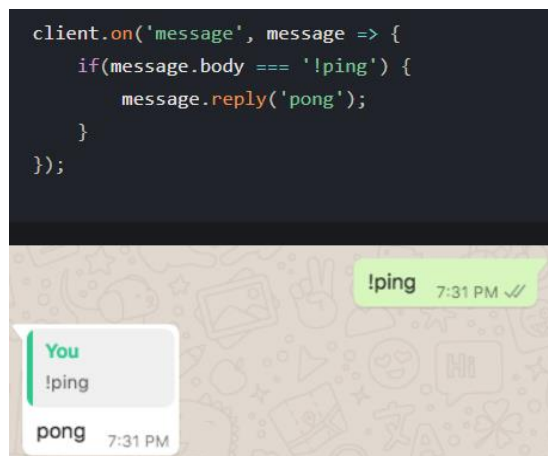 client.on('message', message => {
    if(message.body === '!ping') {
        message.reply('pong');
    }
});
!ping 7:31 PM
You
!ping
pong 7:31 PM
Hi